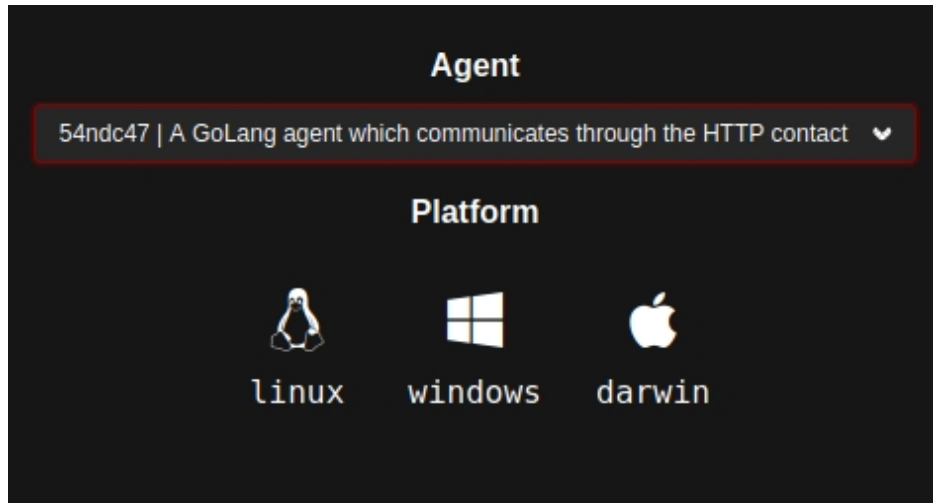 Agent
54ndc47 | A GoLang agent which communicates through the HTTP contact
Platform
linux windows darwin